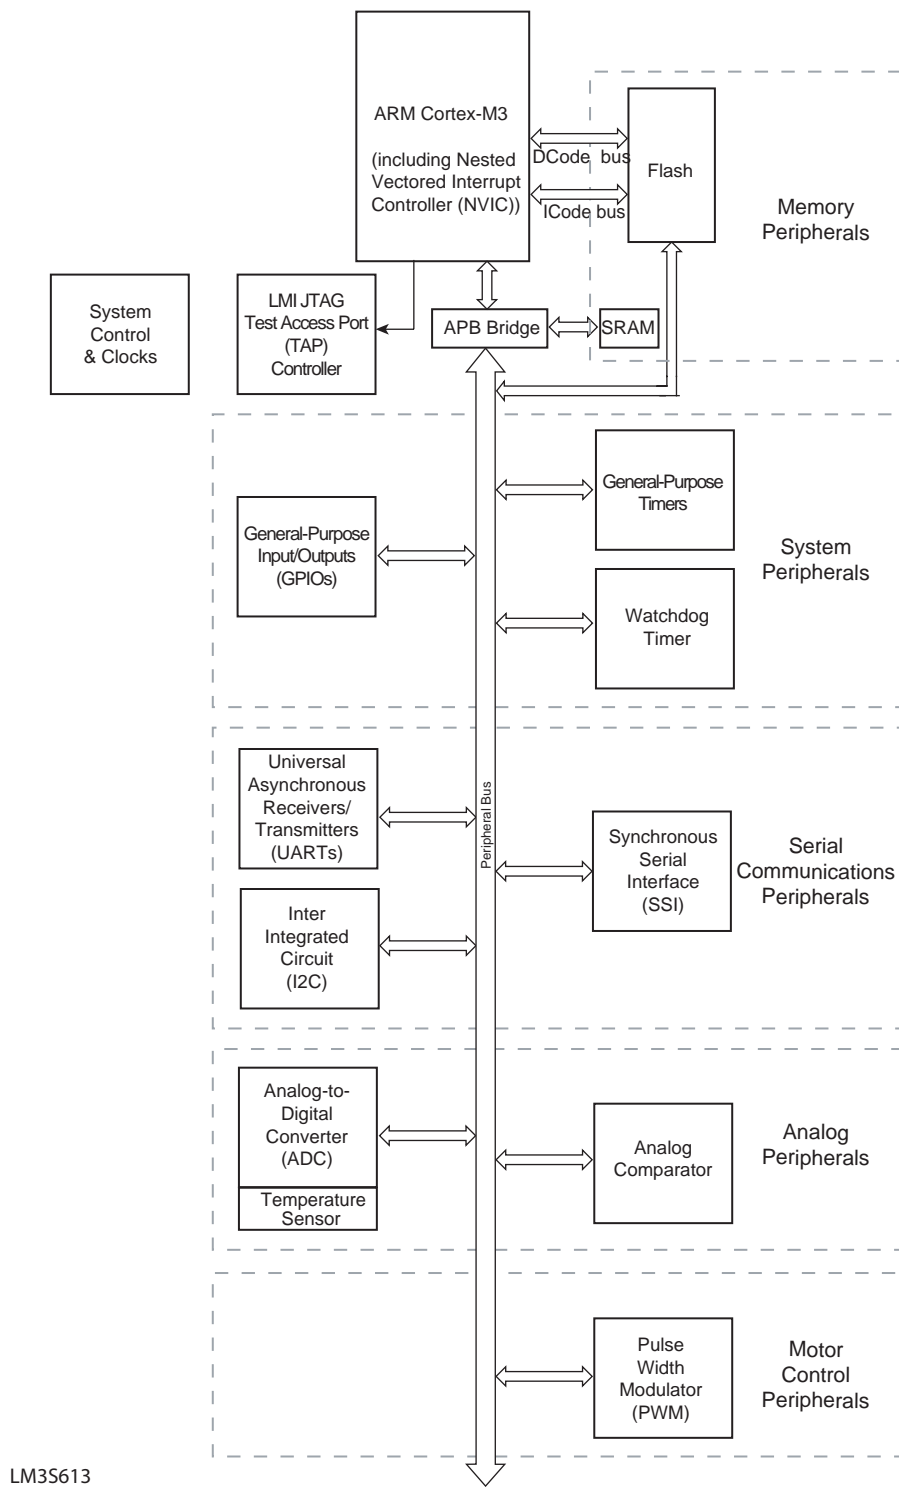 ARM Cortex-M3
(including Nested
Vectored Interrupt
Controller (NVIC))
DCode bus
ICode bus
Flash
Memory
Peripherals
System
Control
& Clocks
LMI JTAG
Test Access Port
(TAP)
Controller
APB Bridge
SRAM
General-Purpose
Timers
General-Purpose
Input/Outputs
(GPIOs)
System
Peripherals
Watchdog
Timer
Universal
Asynchronous
Receivers/
Transmitters
(UARTs)
Peripheral Bus
Synchronous
Serial
Interface
(SSI)
Serial
Communications
Peripherals
Inter
Integrated
Circuit
(I2C)
Analog-to-
Digital
Converter
(ADC)
Temperature
Sensor
Analog
Comparator
Analog
Peripherals
Pulse
Width
Modulator
(PWM)
Motor
Control
Peripherals
LM3S613